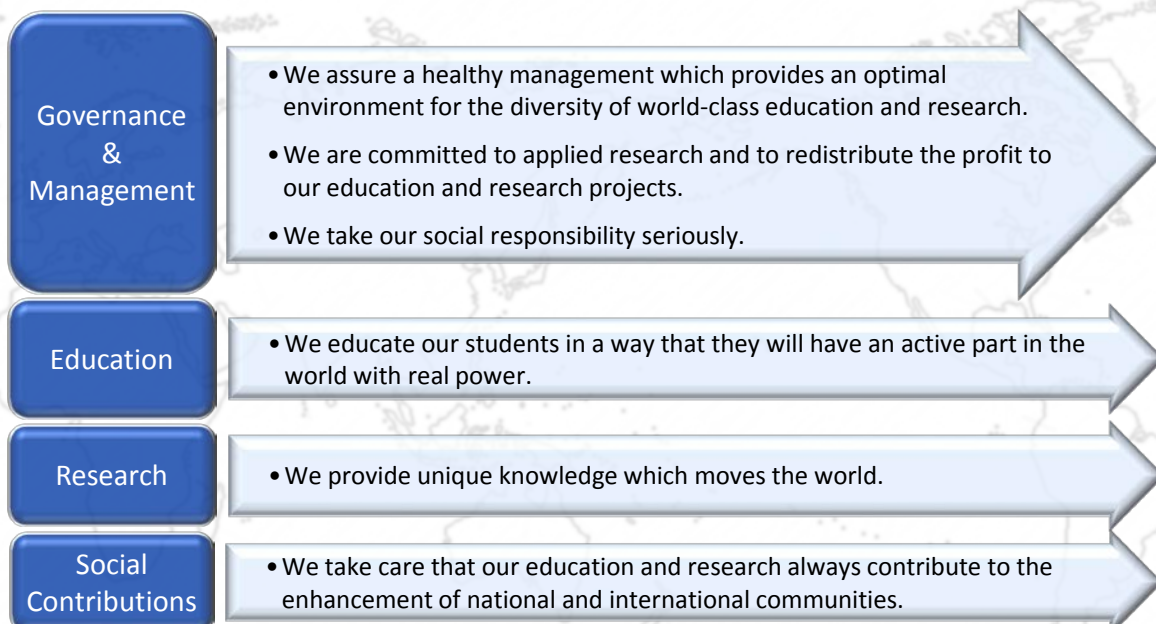 Governance
&
Management
•We assure a healthy management which provides an optimal
environment for the diversity of world-class education and research.
•We are committed to applied research and to redistribute the profit to
our education and research projects.
•We take our social responsibility seriously.
Education
•We educate our students in a way that they will have an active part in the
world with real power.
Research
•We provide unique knowledge which moves the world.
Social
Contributions
•We take care that our education and research always contribute to the
enhancement of national and international communities.